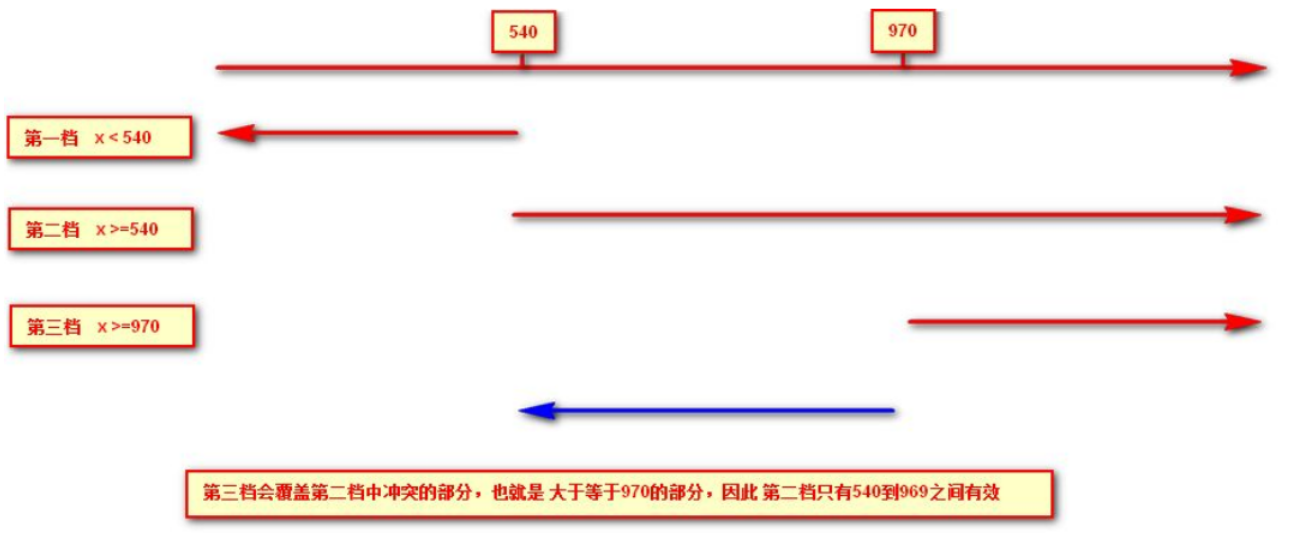 540
970
第一档 x < 540
第二档 x >=540
第三档 x >=970
第三档会覆盖第二档中冲突的部分，也就是 大于等于970的部分，因此 第二档只有540到969之间有效